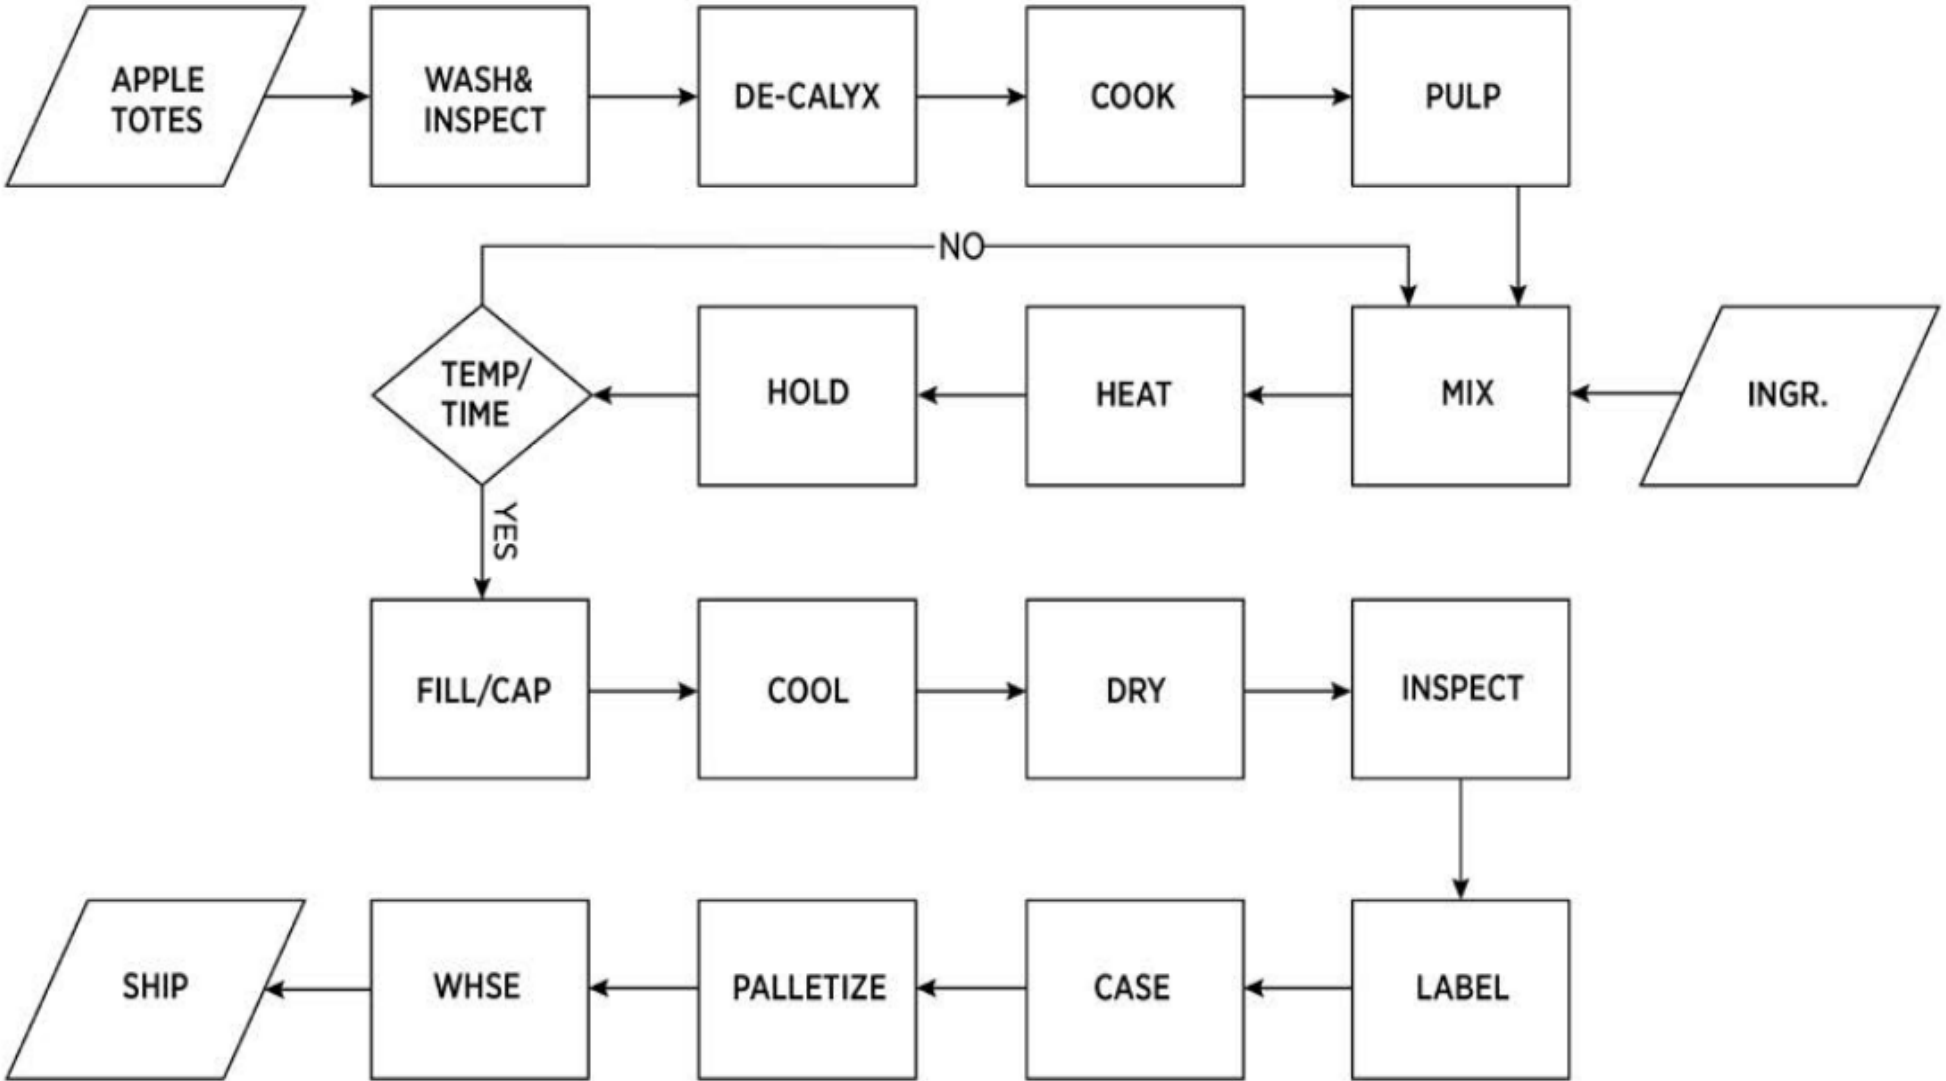 APPLE
TOTES
WASH&
INSPECT
DE-CALYX
COOK
PULP
NO
TEMP/
TIME
HOLD
HEAT
MIX
INGR.
YES
FILL/CAP
COOL
DRY
INSPECT
SHIP
WHSE
PALLETIZE
CASE
LABEL